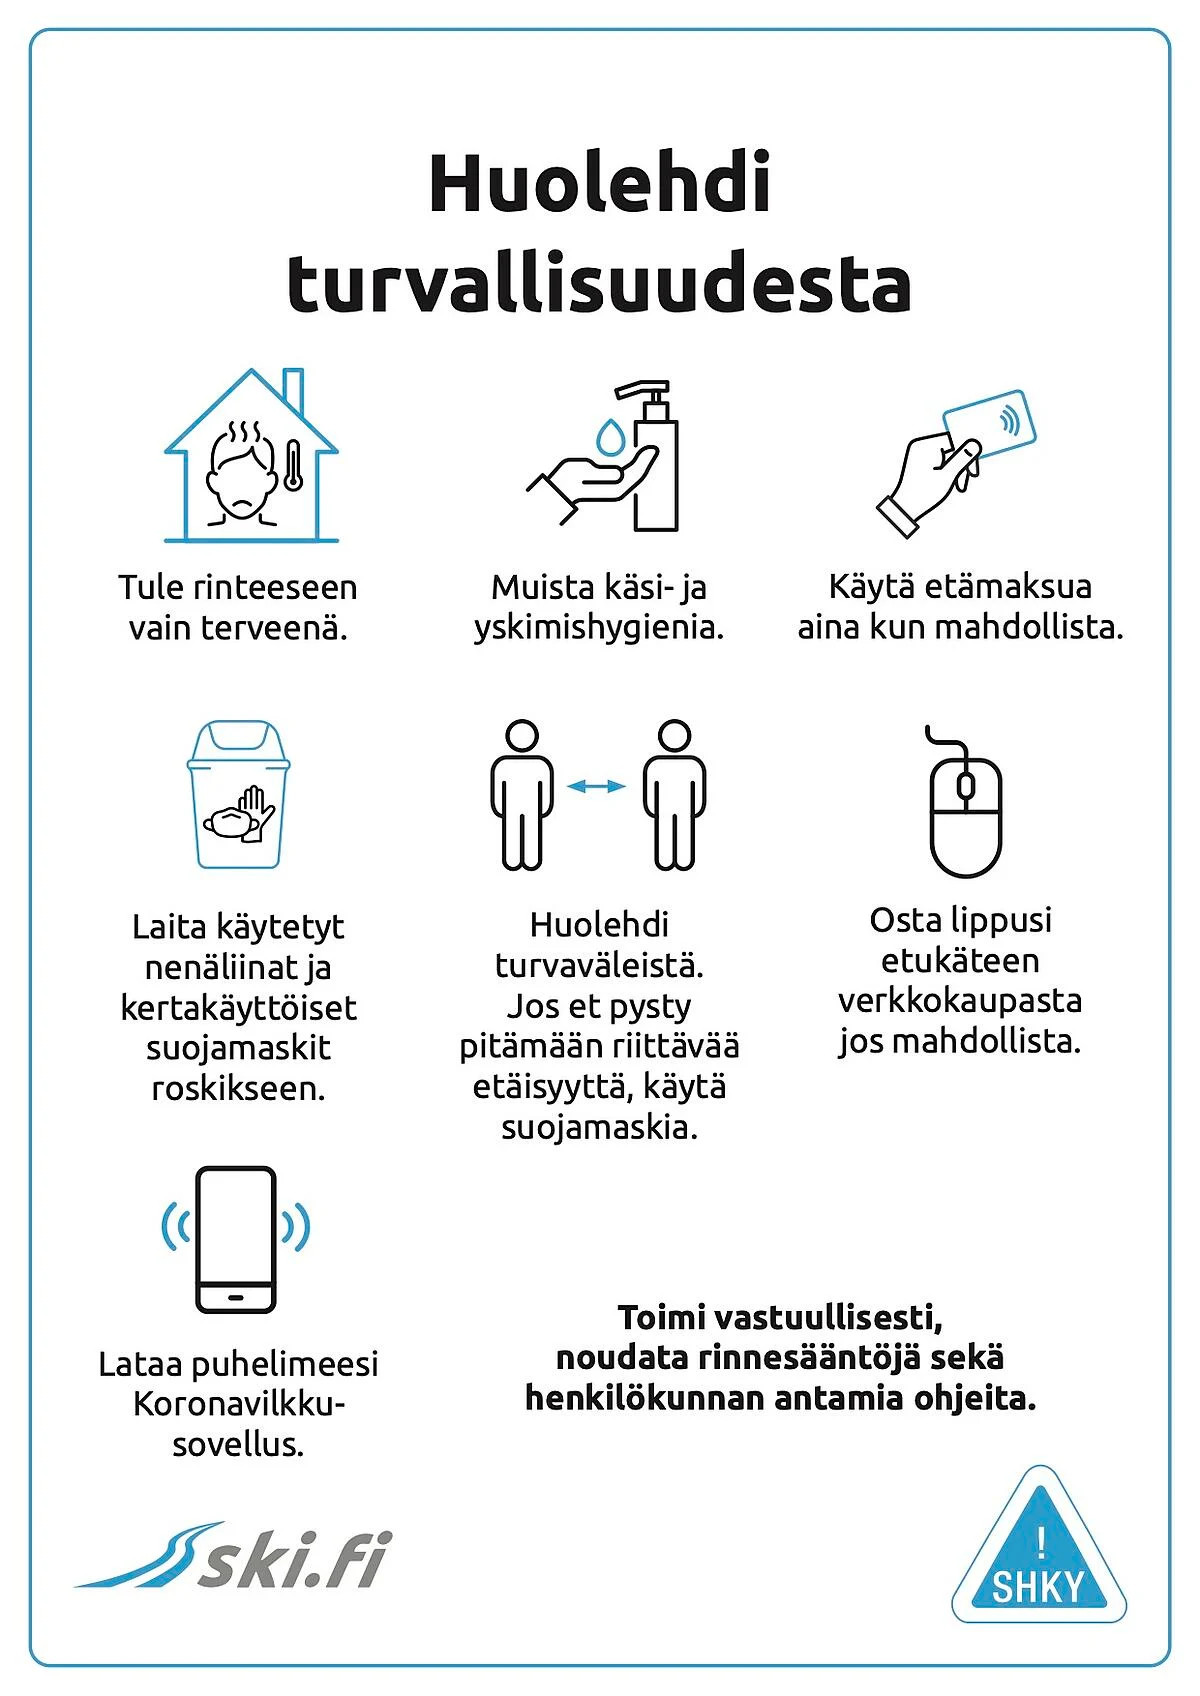 Huolehdi
turvallisuudesta
Tule rinteeseen
vain terveenä.
Muista käsi- ja
yskimishygienia.
Käytä etämaksua
aina kun mahdollista.
Laita käytetyt
nenäliinat ja
kertakäyttöiset
suojamaskit
roskikseen.
Huolehdi
turvaväleistä.
Jos et pysty
pitämään riittävää
etäisyyttä, käytä
suojamaskia.
Osta lippusi
etukäteen
verkkokaupasta
jos mahdollista.
Lataa puhelimeesi
Koronavilkku-
sovellus.
Toimi vastuullisesti,
noudata rinnesääntöjä sekä
henkilökunnan antamia ohjeita.
ski.fi
!
SHKY